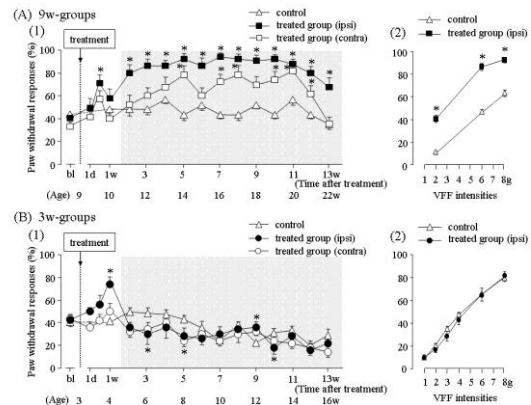 (A) 9w-groups
(1)
control
treated group (ipsi)
treated group (contra)
treatment
Paw withdrawal responses (%)
100
80
60
40
20
0
bl 1d 1w 3 5 7 9 11 13w
(Time after treatment)
(Age) 9 10 12 14 16 18 20 22w
(2)
control
treated group (ipsi)
100
80
60
40
20
0
1 2 3 4 5 6 7 8g
VFF intensities
(B) 3w-groups
(1)
control
treated group (ipsi)
treated group (contra)
treatment
Paw withdrawal responses (%)
100
80
60
40
20
0
bl 1d 1w 3 5 7 9 11 13w
(Time after treatment)
(Age) 3 4 6 8 10 12 14 16w
(2)
control
treated group (ipsi)
100
80
60
40
20
0
1 2 3 4 5 6 7 8g
VFF intensities